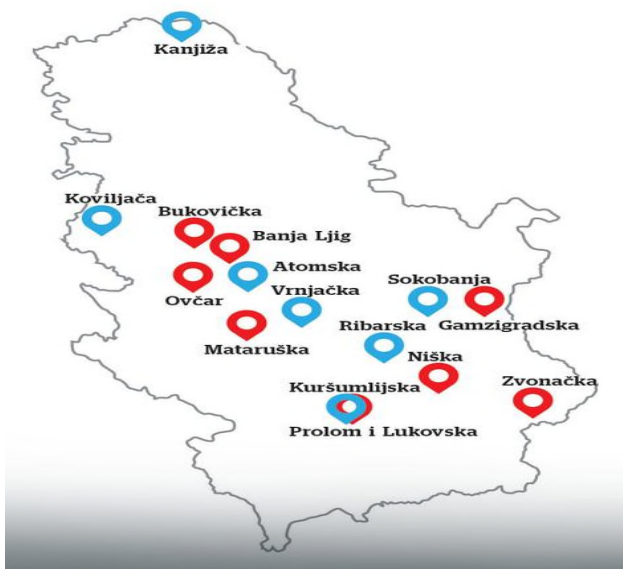 Kanjiža
Koviljača
Bukovička
Banja Ljig
Atomska
Sokobanja
Vrnjačka
Ovčar
Ribarska
Gamzigradska
Mataruška
Niška
Zvonačka
Kuršumlijska
Prolom i Lukovska